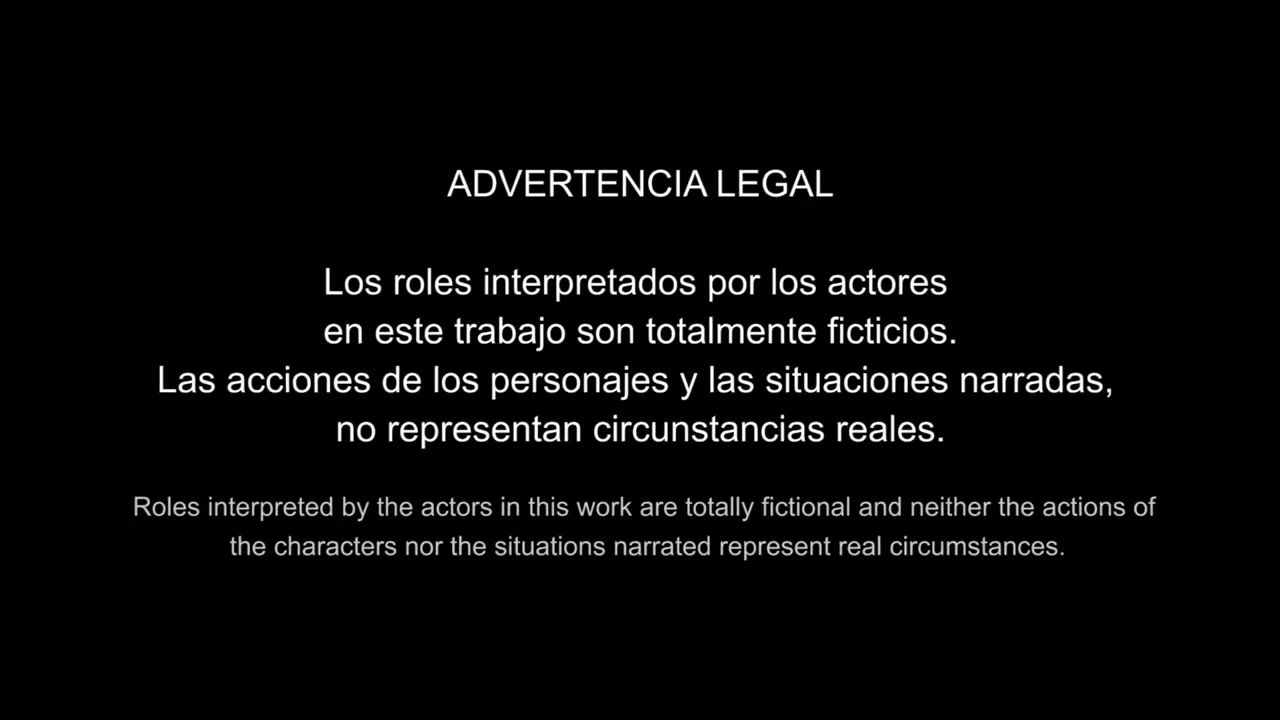 ADVERTENCIA LEGAL
Los roles interpretados por los actores
en este trabajo son totalmente ficticios.
Las acciones de los personajes y las situaciones narradas,
no representan circunstancias reales.
Roles interpreted by the actors in this work are totally fictional and neither the actions of
the characters nor the situations narrated represent real circumstances.